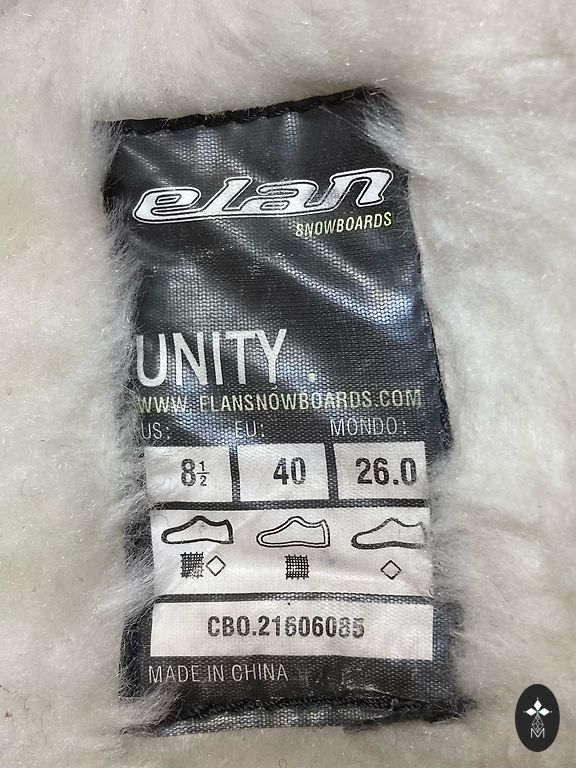 elan
SNOWBOARDS
UNITY.
WWW.ELANSNOWBOARDS.COM
US: EU: MONDO:
8½ 40 26.0
CBO.21606085
MADE IN CHINA
M